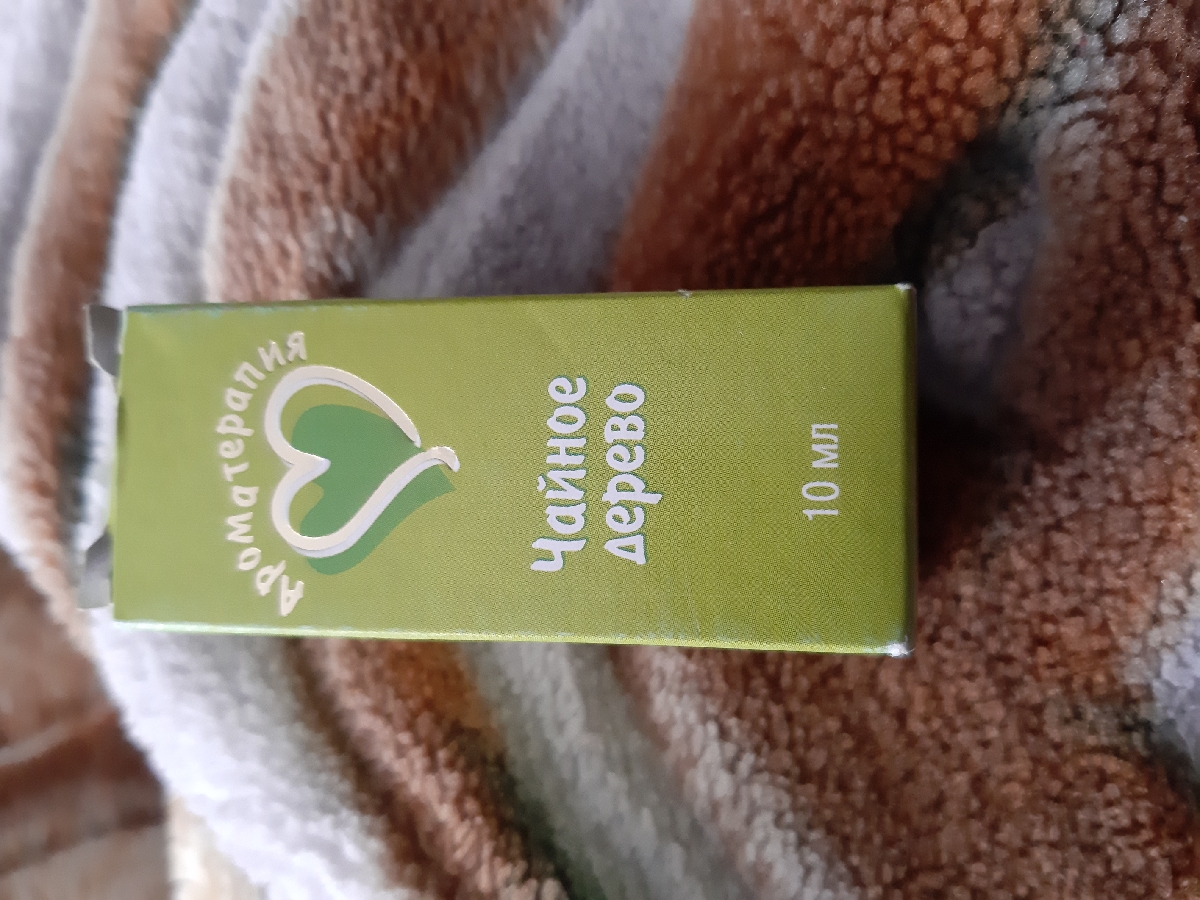 Ароматерапия
Чайное
дерево
10 мл